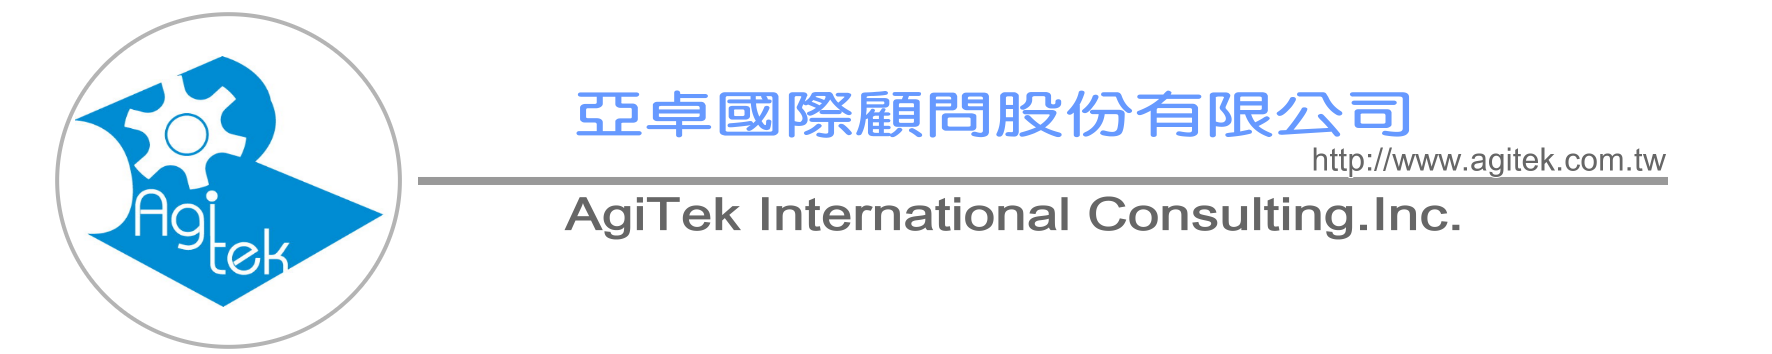 Agi
tek
亞卓國際顧問股份有限公司
http://www.agitek.com.tw
AgiTek International Consulting.Inc.